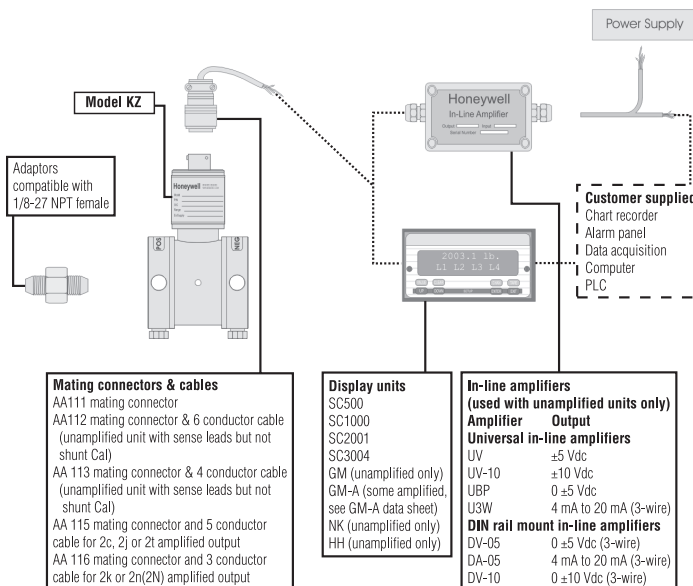 Power Supply
Model KZ
Honeywell
In-Line Amplifier
Output
Input
Serial Number
Adaptors
compatible with
1/8-27 NPT female
Honeywell
POS
NEG
2003.1 lb.
L1 L2 L3 L4
Customer supplied
Chart recorder
Alarm panel
Data acquisition
Computer
PLC
Mating connectors & cables
AA111 mating connector
AA112 mating connector & 6 conductor cable
(unamplified unit with sense leads but not
shunt Cal)
AA 113 mating connector & 4 conductor cable
(unamplified unit with sense leads but not
shunt Cal)
AA 115 mating connector and 5 conductor
cable for 2c, 2j or 2t amplified output
AA 116 mating connector and 3 conductor
cable for 2k or 2n(2N) amplified output
Display units
SC500
SC1000
SC2001
SC3004
GM (unamplified only)
GM-A (some amplified,
see GM-A data sheet)
NK (unamplified only)
HH (unamplified only)
In-line amplifiers
(used with unamplified units only)
Amplifier Output
Universal in-line amplifiers
UV ±5 Vdc
UV-10 ±10 Vdc
UBP 0 ±5 Vdc
U3W 4 mA to 20 mA (3-wire)
DIN rail mount in-line amplifiers
DV-05 0 ±5 Vdc (3-wire)
DA-05 4 mA to 20 mA (3-wire)
DV-10 0 ±10 Vdc (3-wire)